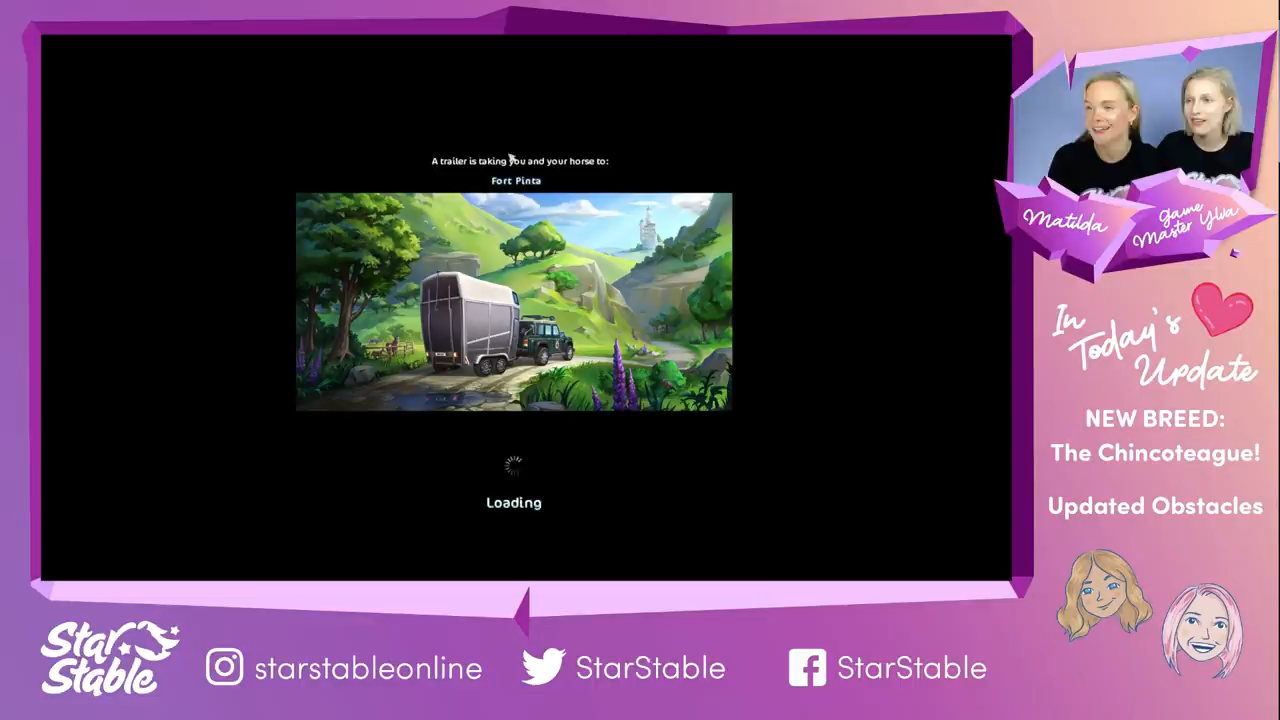 A trailer is taking you and your horse to:
Fort Pinta
Loading
Matilda
Game
Master Ylva
In
Today's
Update
NEW BREED:
The Chincoteague!
Updated Obstacles
Star
Stable
starstableonline
StarStable
StarStable